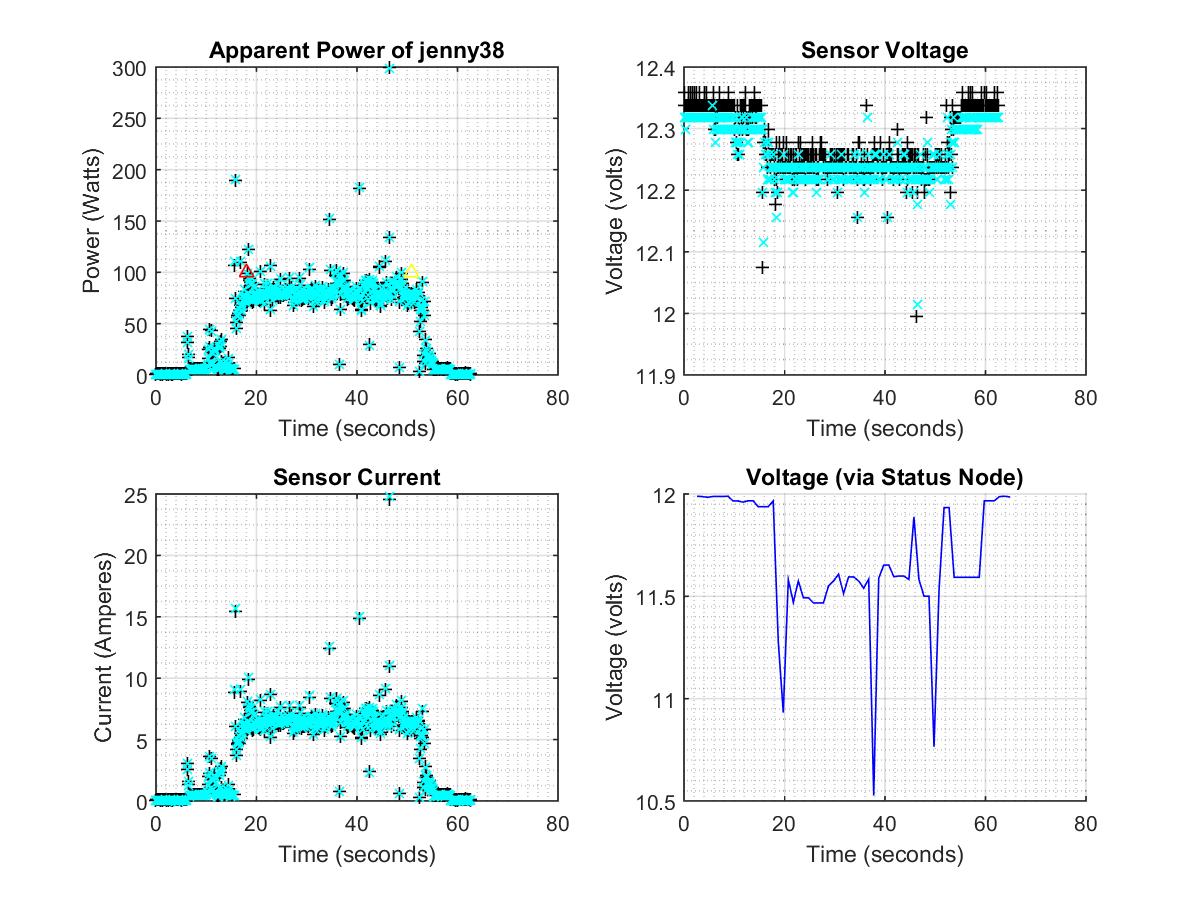 Apparent Power of jenny38
300
250
200
150
100
50
0
Power (Watts)
0 20 40 60 80
Time (seconds)
Sensor Voltage
12.4
12.3
12.2
12.1
12
11.9
Voltage (volts)
0 20 40 60 80
Time (seconds)
Sensor Current
25
20
15
10
5
0
Current (Amperes)
0 20 40 60 80
Time (seconds)
Voltage (via Status Node)
12
11.5
11
10.5
Voltage (volts)
0 20 40 60 80
Time (seconds)